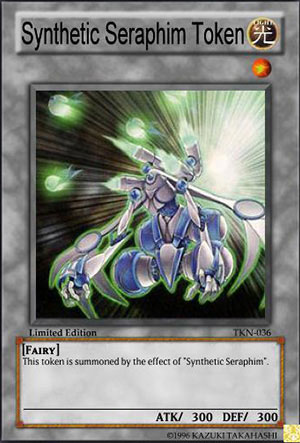 Synthetic Seraphim Token
LIGHT
光
Limited Edition
TKN-036
[FAIRY]
This token is summoned by the effect of "Synthetic Seraphim".
ATK/ 300 DEF/ 300
©1996 KAZUKI TAKAHASHI